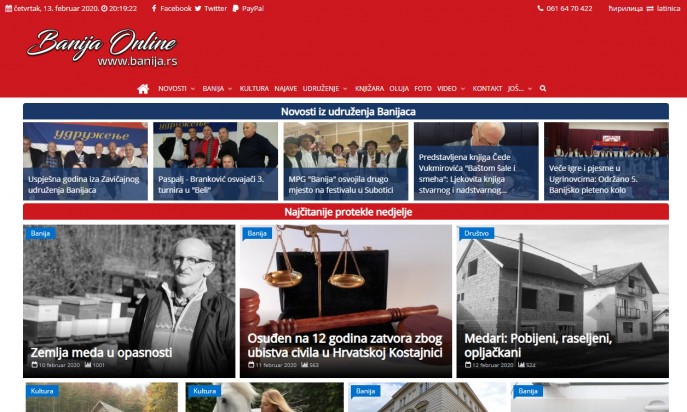 četvrtak, 13. februar 2020. 20:19:22 Facebook Twitter PayPal 061 64 70 422 ћирилица latinica
Banija Online
www.banija.rs
NOVOSTI BANIJA KULTURA NAJAVE UDRUŽENJE KNJIŽARA OLUJA FOTO VIDEO KONTAKT JOŠ...
Novosti iz udruženja Banijaca
Uspješna godina iza Zavičajnog
udruženja Banijaca
Paspalj - Branković osvajači 3.
turnira u "Beli"
MPG "Banija" osvojila drugo
mjesto na festivalu u Subotici
Predstavljena knjiga Čede
Vukmirovića "Baštom šale i
smeha": Ljekovita knjiga
stvarnog i nadstvarnog...
Veče igre i pjesme u
Ugrinovcima: Održano 5.
Banijsko pleteno kolo
Najčitanije protekle nedjelje
Banija
Zemlja meda u opasnosti
10 februar 2020 1001
Banija
Osuđen na 12 godina zatvora zbog
ubistva civila u Hrvatskoj Kostajnici
11 februar 2020 563
Društvo
Medari: Pobijeni, raseljeni,
opljačkani
12 februar 2020 524
Kultura
Kultura
Banija
Banija